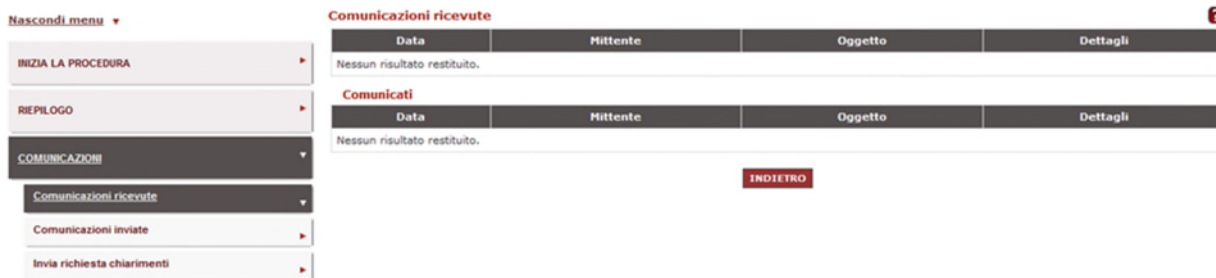 Nascondi menu
INIZIA LA PROCEDURA
RIEPILOGO
COMUNICAZIONI
Comunicazioni ricevute
Comunicazioni inviate
Invia richiesta chiarimenti
Comunicazioni ricevute
Data Mittente Oggetto Dettagli
Nessun risultato restituito.
Comunicati
Data Mittente Oggetto Dettagli
Nessun risultato restituito.
INDIETRO